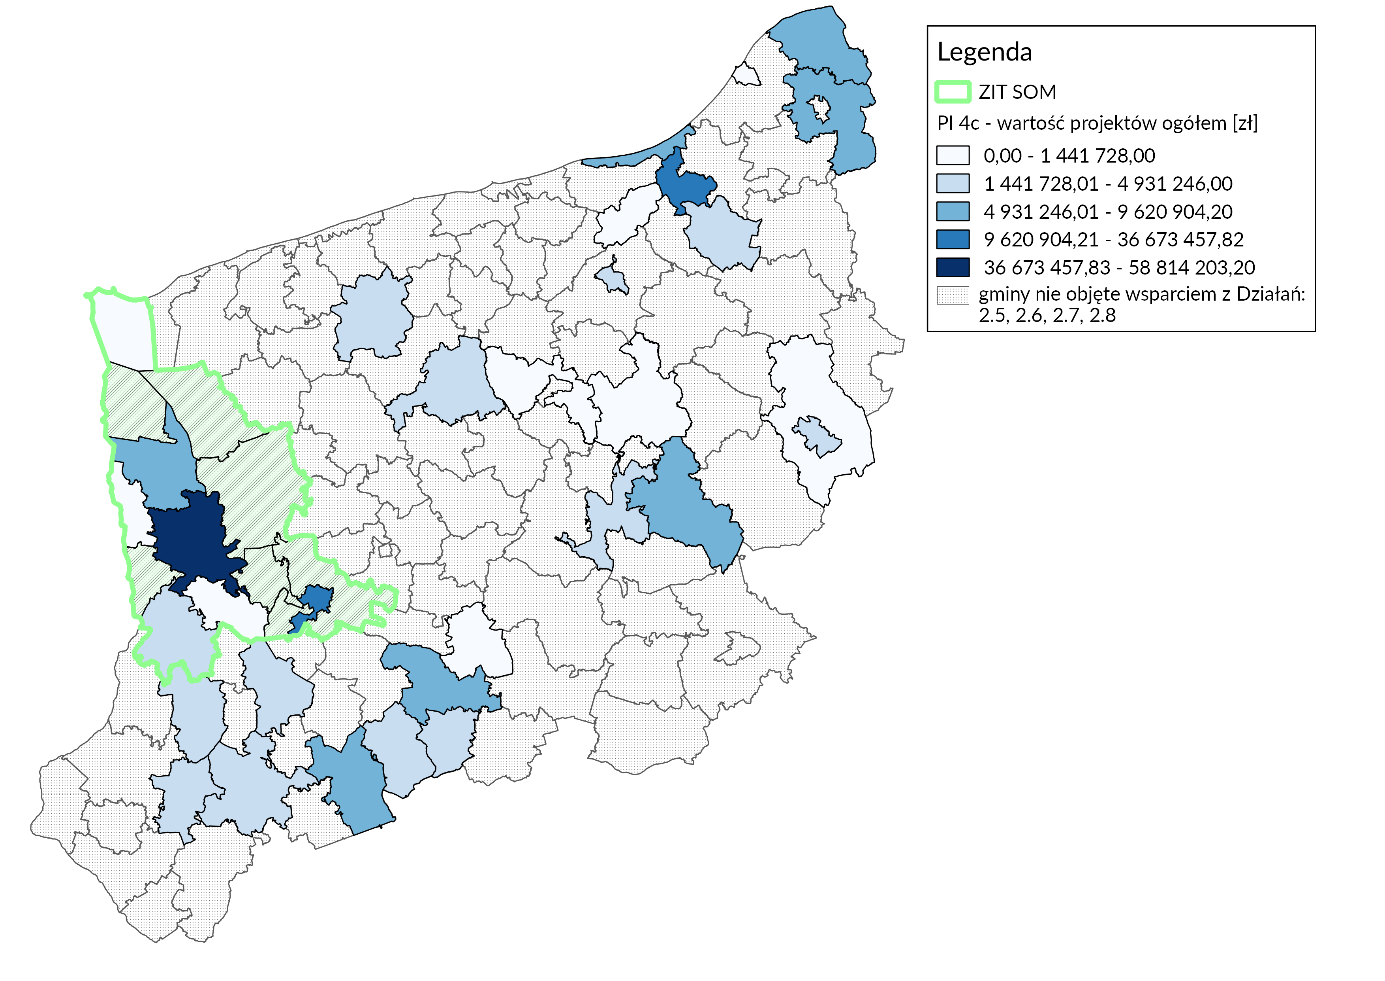 Legenda
ZIT SOM
PI 4c - wartość projektów ogółem [zł]
0,00 - 1 441 728,00
1 441 728,01 - 4 931 246,00
4 931 246,01 - 9 620 904,20
9 620 904,21 - 36 673 457,82
36 673 457,83 - 58 814 203,20
gminy nie objęte wsparciem z Działań:
2.5, 2.6, 2.7, 2.8